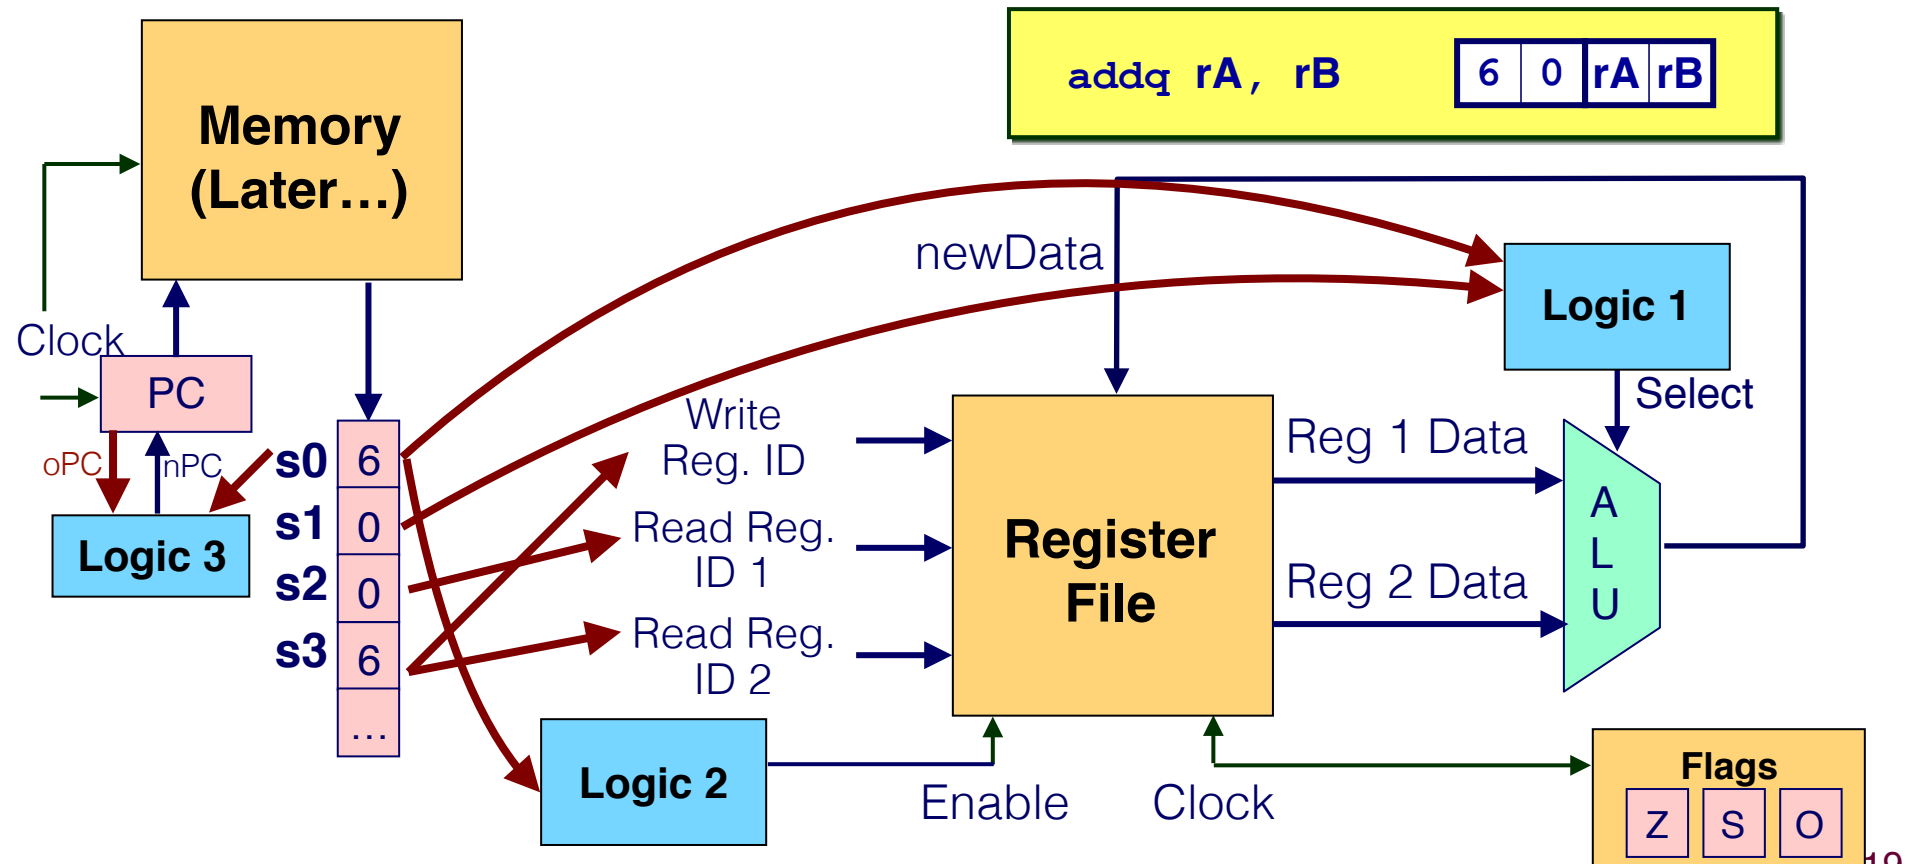 addq rA, rB
6 0 rA rB
Memory
(Later...)
newData
Logic 1
Clock
PC
Select
Write
Reg. ID
Reg 1 Data
oPC
nPC
s0 6
s1 0
s2 0
s3 6
...
Logic 3
Read Reg.
ID 1
Read Reg.
ID 2
Register
File
A
L
U
Reg 2 Data
Logic 2
Enable
Clock
Flags
Z S O
19